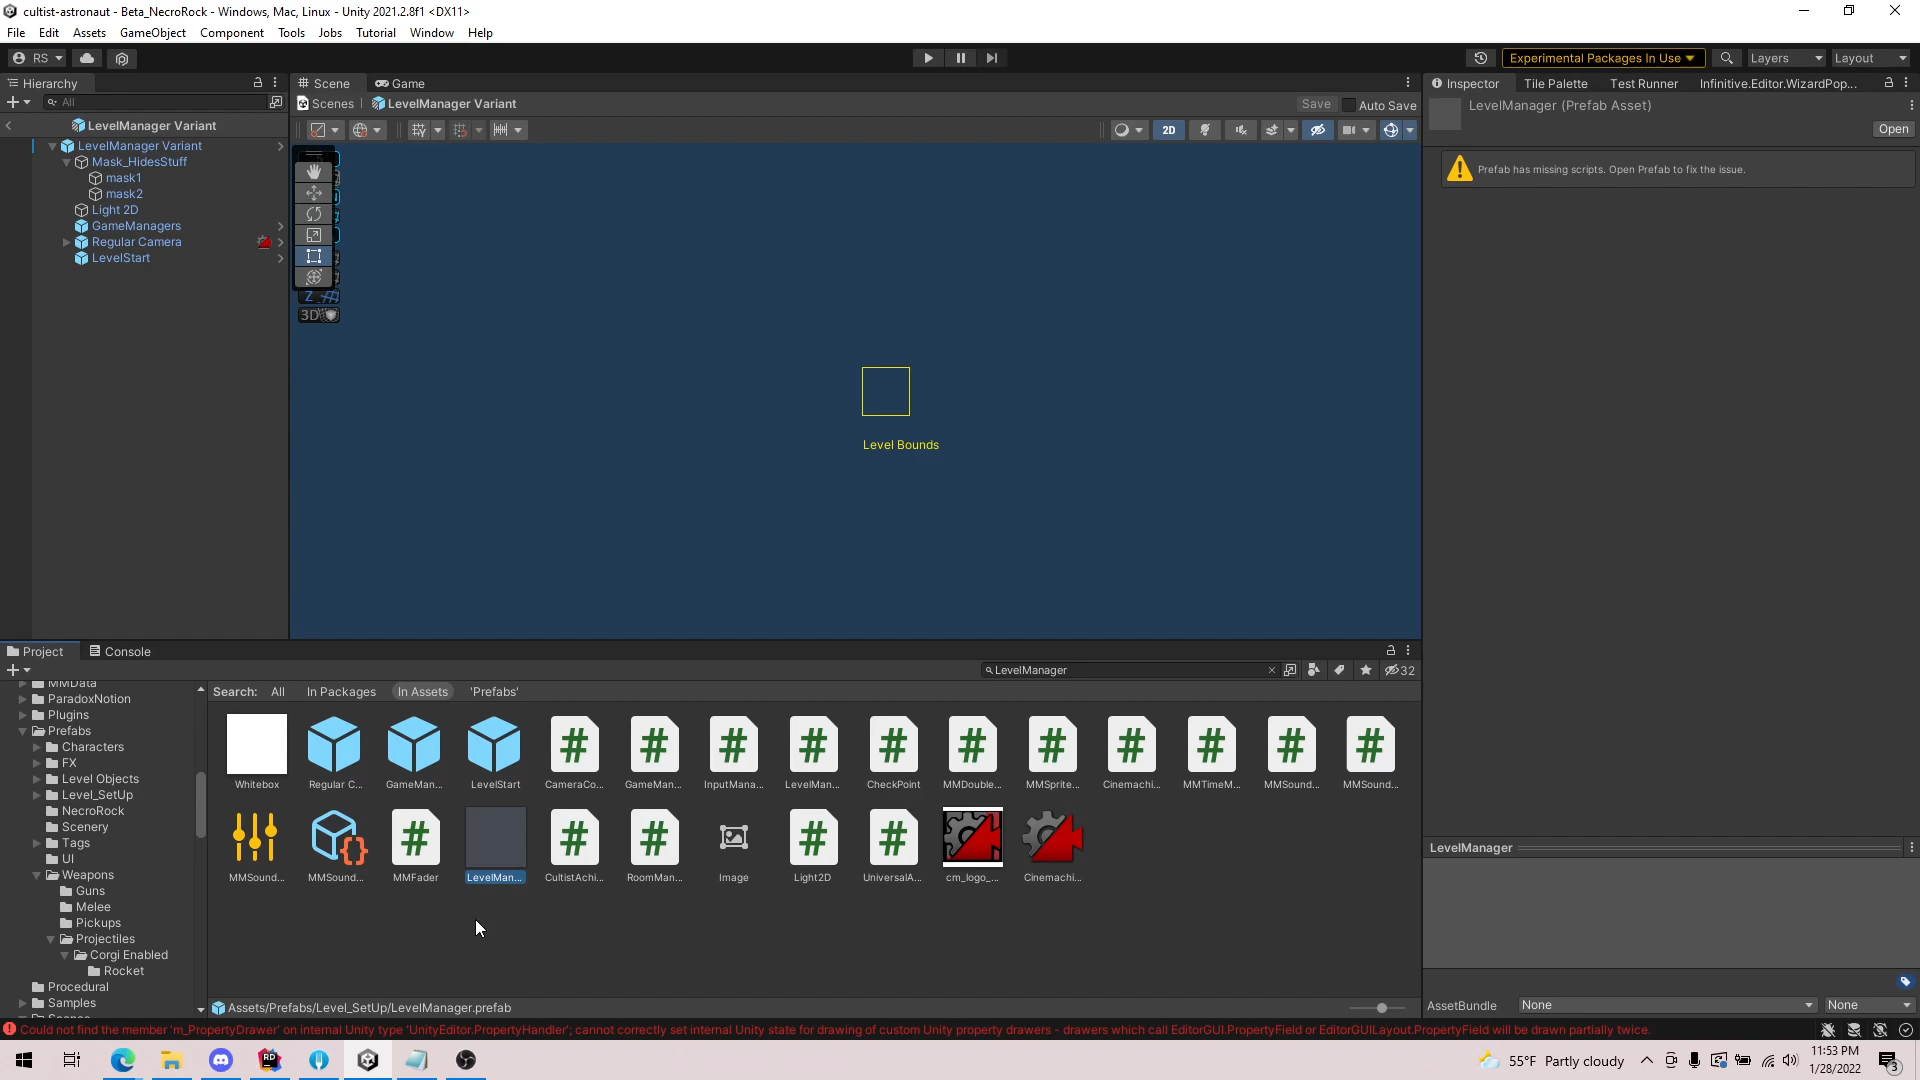 cultist-astronaut - Beta_NecroRock - Windows, Mac, Linux - Unity 2021.2.8f1 <DX11>
File Edit Assets GameObject Component Tools Jobs Tutorial Window Help
RS Experimental Packages In Use Layers Layout
Hierarchy
All
LevelManager Variant
LevelManager Variant
Mask_HidesStuff
mask1
mask2
Light 2D
GameManagers
Regular Camera
LevelStart
Scene Game
Scenes LevelManager Variant Save Auto Save
2D
Z
3D
Level Bounds
Inspector Tile Palette Test Runner Infinitive.Editor.WizardPop...
LevelManager (Prefab Asset)
Open
Prefab has missing scripts. Open Prefab to fix the issue.
LevelManager
AssetBundle None None
Project Console
LevelManager 32
MMData
ParadoxNotion
Plugins
Prefabs
Characters
FX
Level Objects
Level_SetUp
NecroRock
Scenery
Tags
UI
Weapons
Guns
Melee
Pickups
Projectiles
Corgi Enabled
Rocket
Procedural
Samples
Search: All In Packages In Assets 'Prefabs'
Whitebox Regular C... GameMan... LevelStart CameraCo... GameMan... InputMana... LevelMan... CheckPoint MMDouble... MMSprite... Cinemachi... MMTimeM... MMSound... MMSound...
MMSound... MMSound... MMFader LevelMan... CultistAchi... RoomMan... Image Light2D UniversalA... cm_logo_... Cinemachi...
Assets/Prefabs/Level_SetUp/LevelManager.prefab
Could not find the member 'm_PropertyDrawer' on internal Unity type 'UnityEditor.PropertyHandler'; cannot correctly set internal Unity state for drawing of custom Unity property drawers - drawers which call EditorGUI.PropertyField or EditorGUILayout.PropertyField will be drawn partially twice.
RD
55°F Partly cloudy
11:53 PM
1/28/2022
3